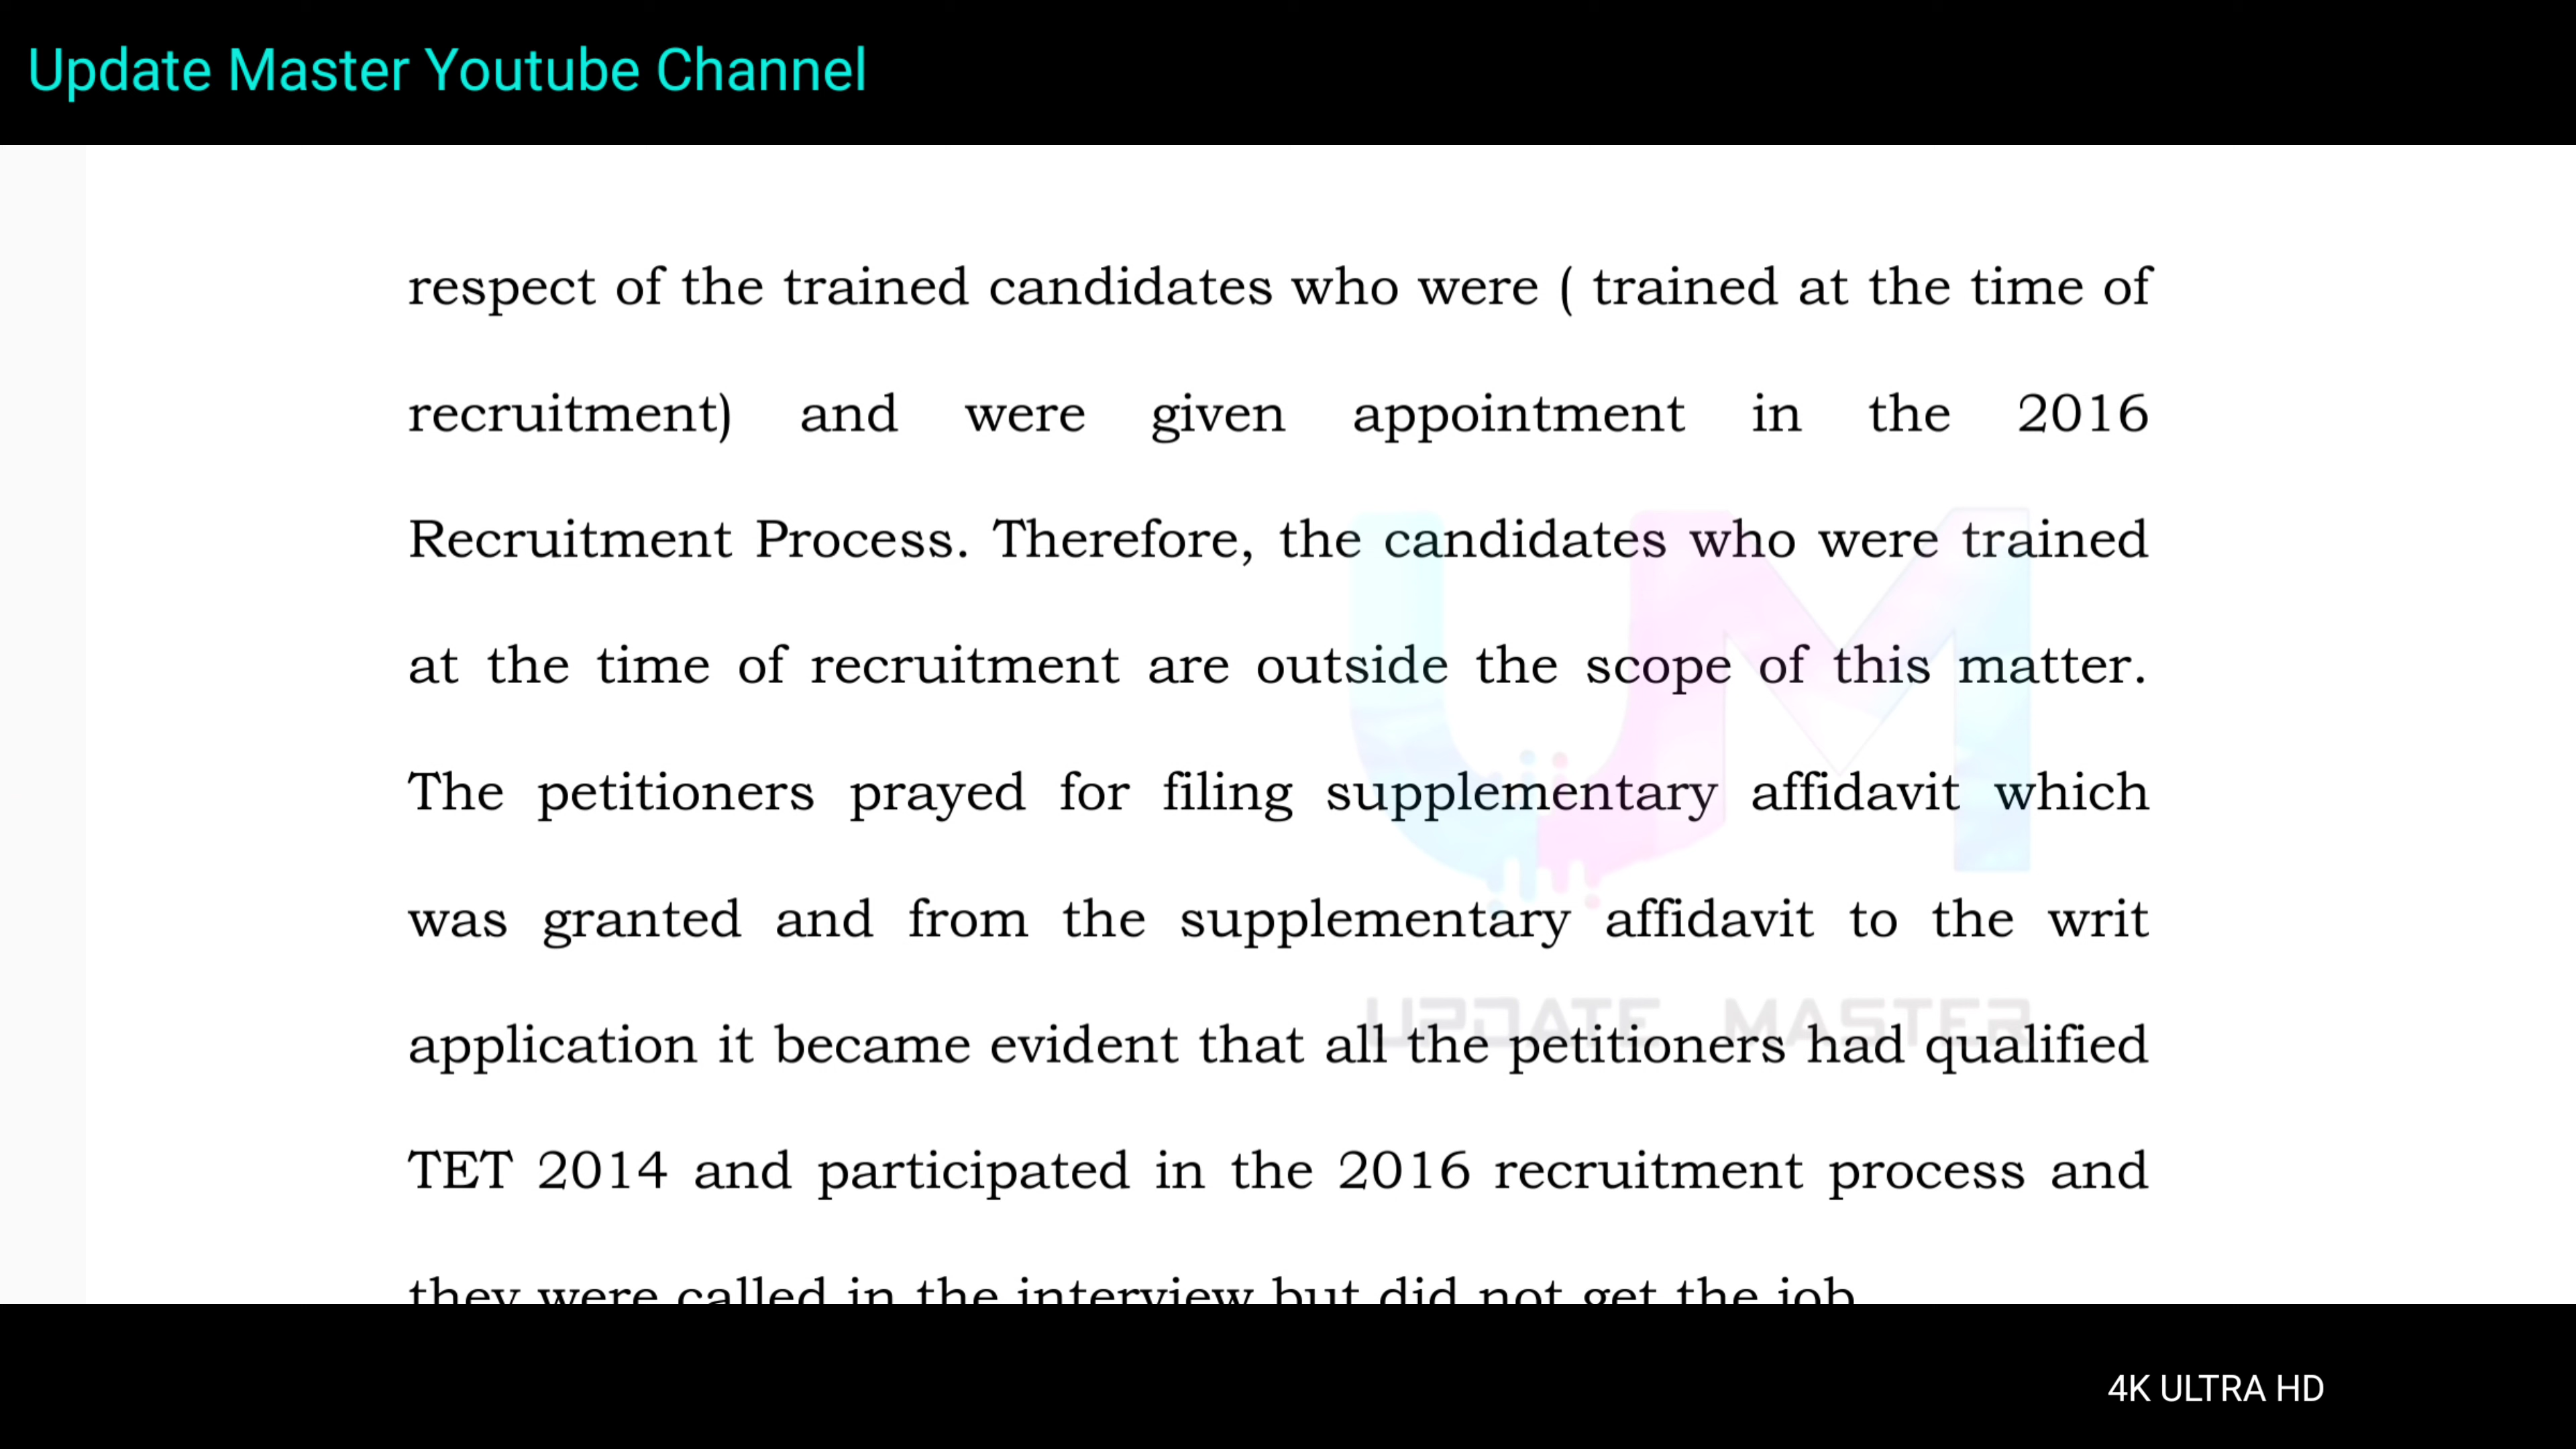 Update Master Youtube Channel
respect of the trained candidates who were ( trained at the time of
recruitment) and were given appointment in the 2016
Recruitment Process. Therefore, the candidates who were trained
at the time of recruitment are outside the scope of this matter.
The petitioners prayed for filing supplementary affidavit which
was granted and from the supplementary affidavit to the writ
UPDATE MASTER
application it became evident that all the petitioners had qualified
TET 2014 and participated in the 2016 recruitment process and
they were called in the interview but did not get the job
4K ULTRA HD